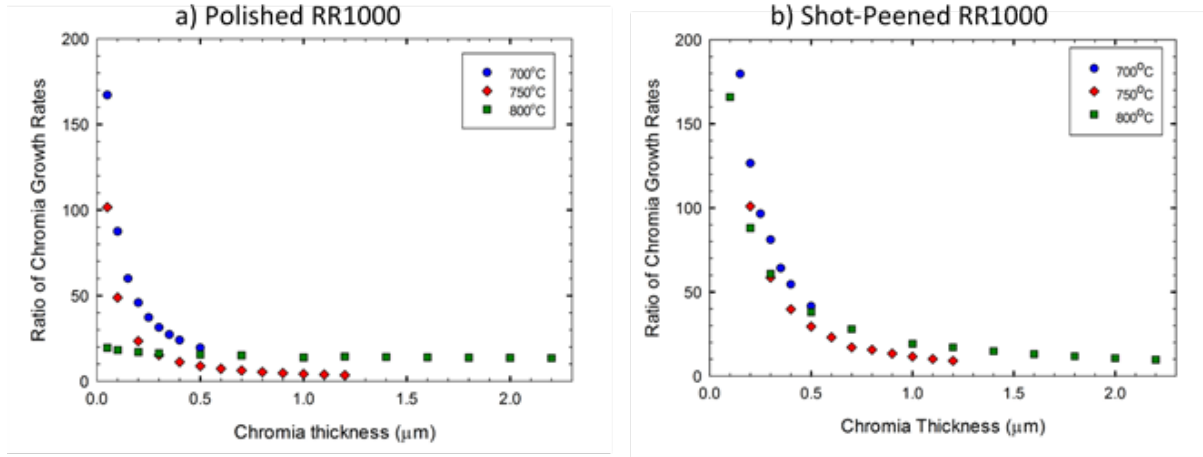 a) Polished RR1000
200
150
100
50
0
0.0 0.5 1.0 1.5 2.0
Ratio of Chromia Growth Rates
Chromia thickness (μm)
700°C
750°C
800°C
b) Shot-Peened RR1000
200
150
100
50
0
0.0 0.5 1.0 1.5 2.0
Ratio of Chromia Growth Rates
Chromia Thickness (μm)
700°C
750°C
800°C